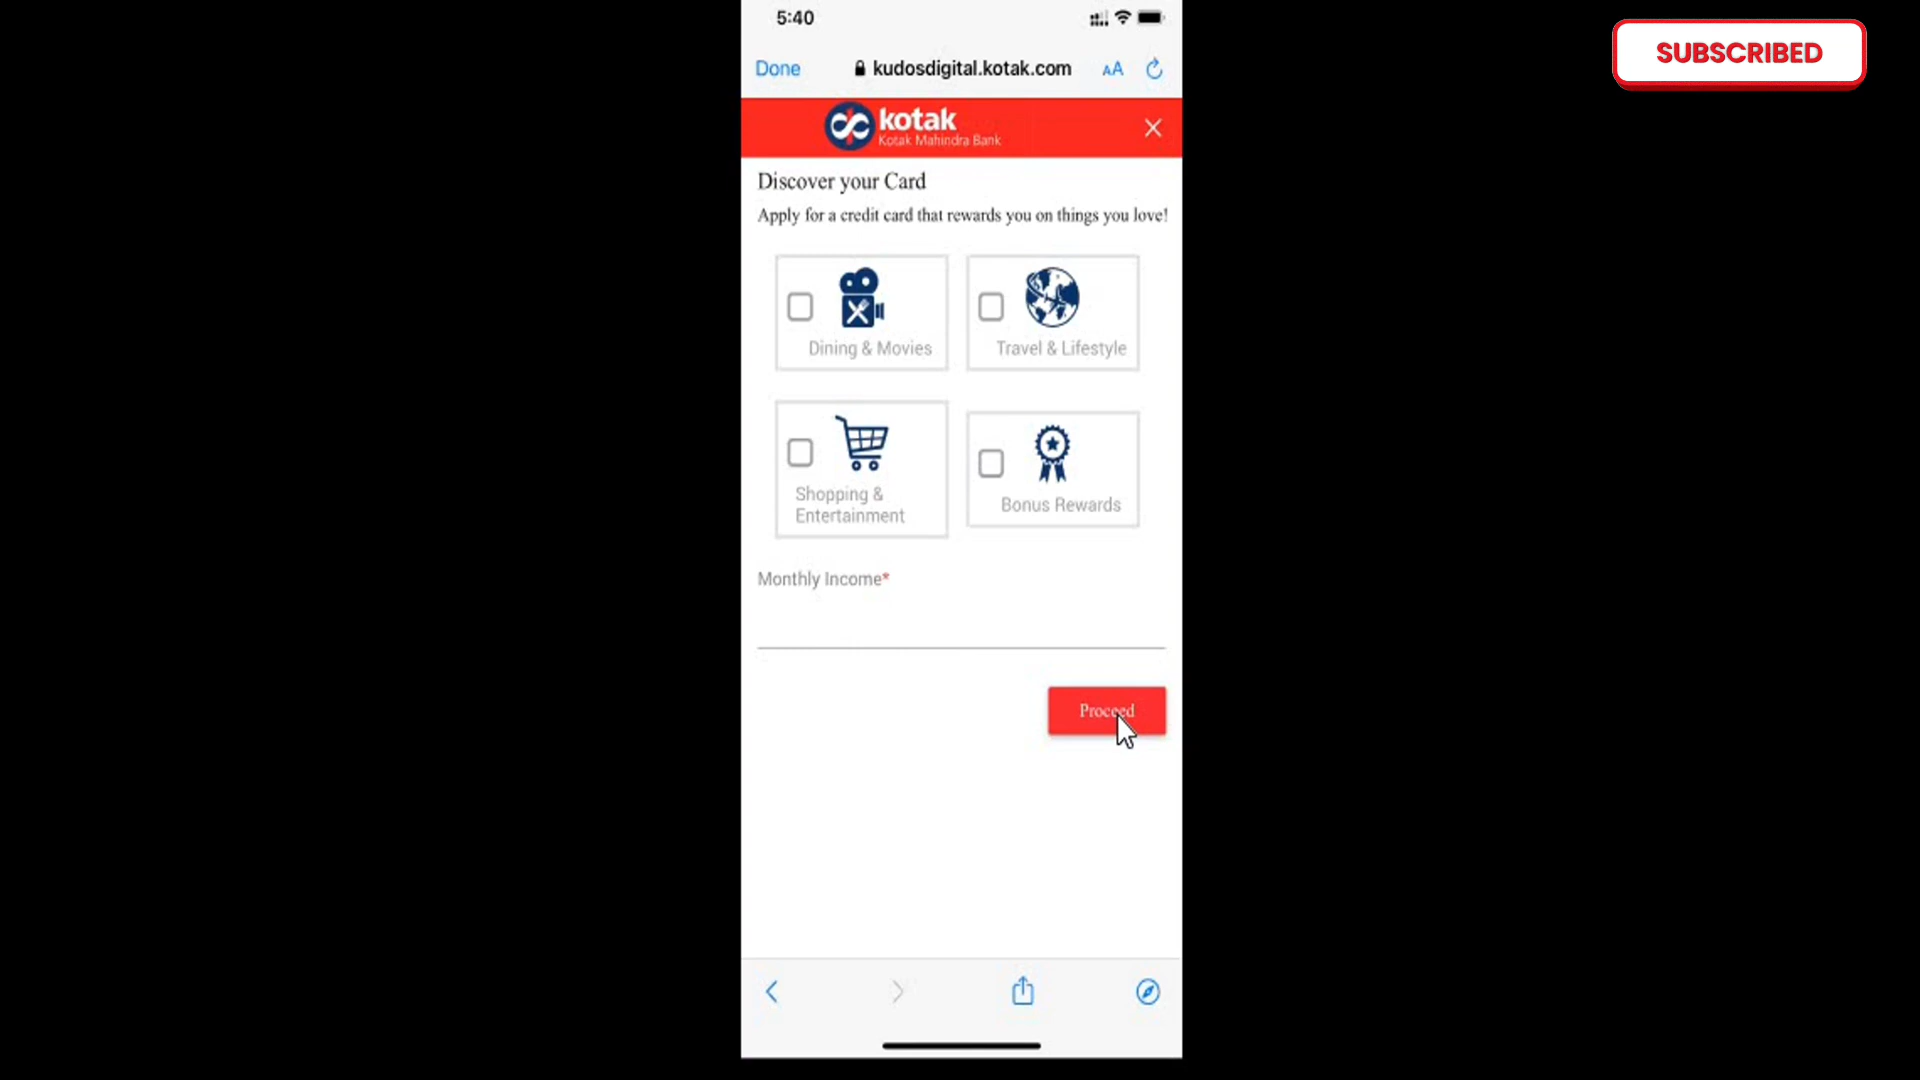 5:40
SUBSCRIBED
Done
kudosdigital.kotak.com
AA
kotak
Kotak Mahindra Bank
Discover your Card
Apply for a credit card that rewards you on things you love!
Dining & Movies
Travel & Lifestyle
Shopping &
Entertainment
Bonus Rewards
Monthly Income*
Proceed